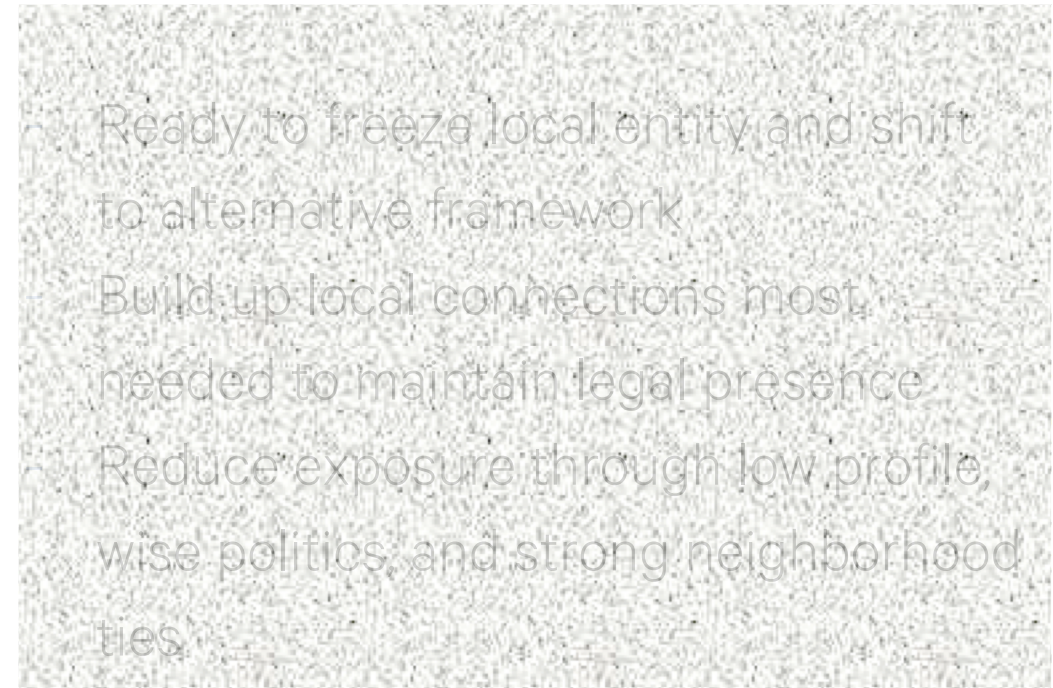 Ready to freeze local entity and shift
to alternative framework
Build up local connections most
needed to maintain legal presence
Reduce exposure through low profile,
wise politics, and strong neighborhood
ties.